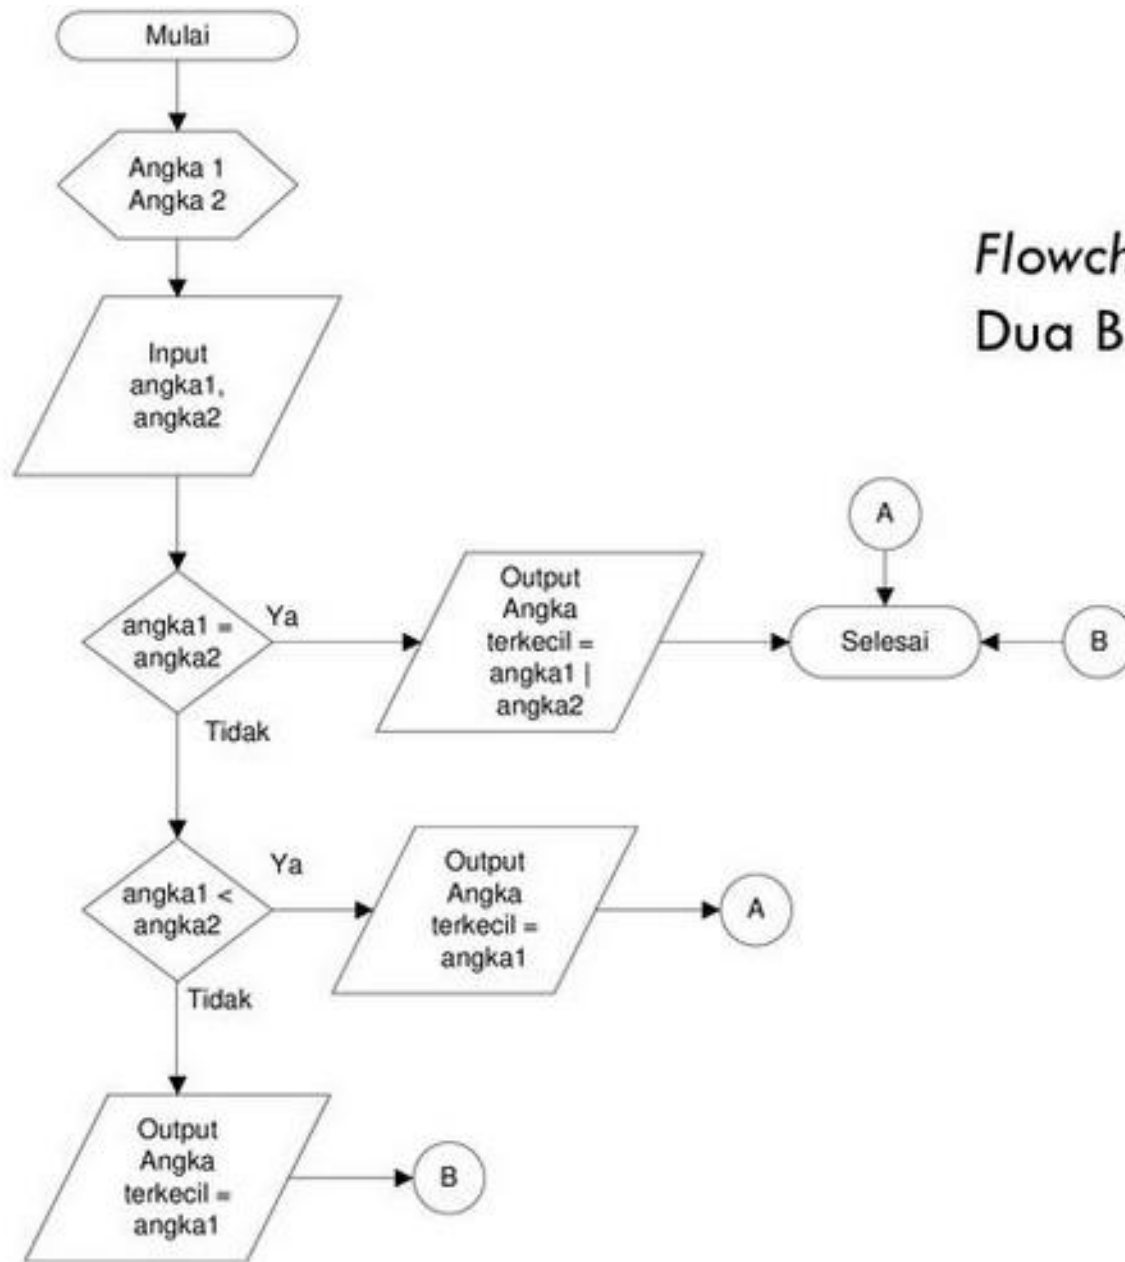 Mulai
Angka 1
Angka 2
Input
angka1,
angka2
Dua B
A
angka1 =
angka2
Ya
Tidak
Output
Angka
terkecil =
angka1 |
angka2
Selesai
B
angka1 <
angka2
Ya
Tidak
Output
Angka
terkecil =
angka1
A
Output
Angka
terkecil =
angka1
B